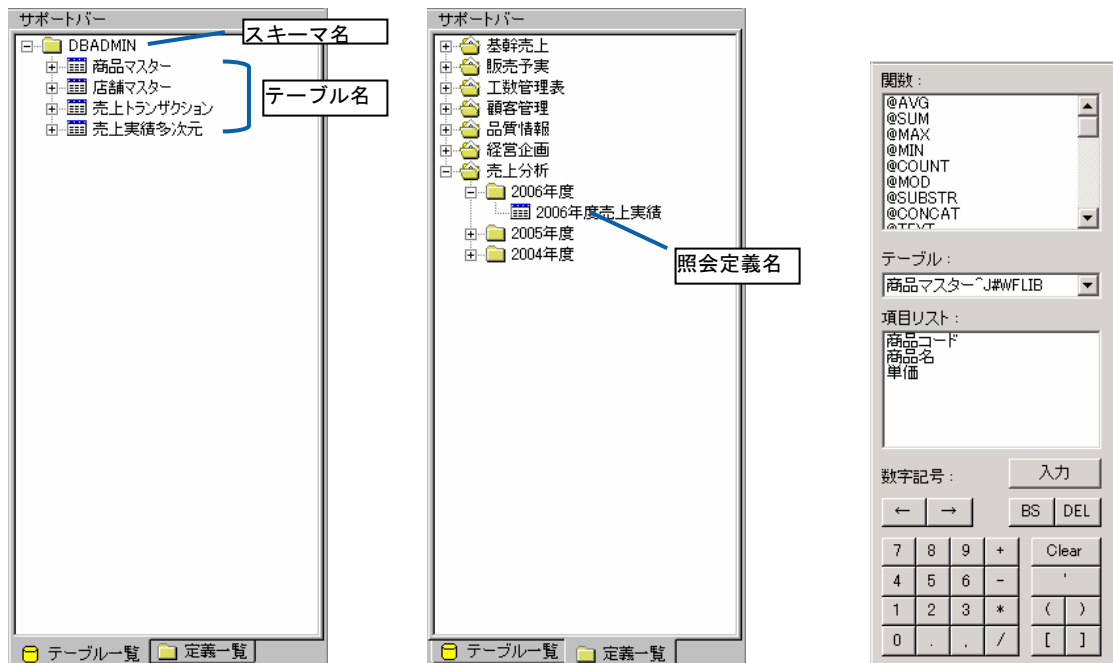 サポートバー
DBADMIN
スキーマ名
商品マスター
店舗マスター
売上トランザクション
売上実績多次元
テーブル名
テーブル一覧
定義一覧
サポートバー
基幹売上
販売予実
工数管理表
顧客管理
品質情報
経営企画
売上分析
2006年度
2006年度売上実績
2005年度
2004年度
照会定義名
テーブル一覧
定義一覧
関数:
@AVG
@SUM
@MAX
@MIN
@COUNT
@MOD
@SUBSTR
@CONCAT
@TEXT
テーブル:
商品マスター^J#WFLIB
項目リスト:
商品コード
商品名
単価
数字記号:
入力
← → BS DEL
7 8 9 + Clear
4 5 6 - '
1 2 3 * ( )
0 . , / [ ]